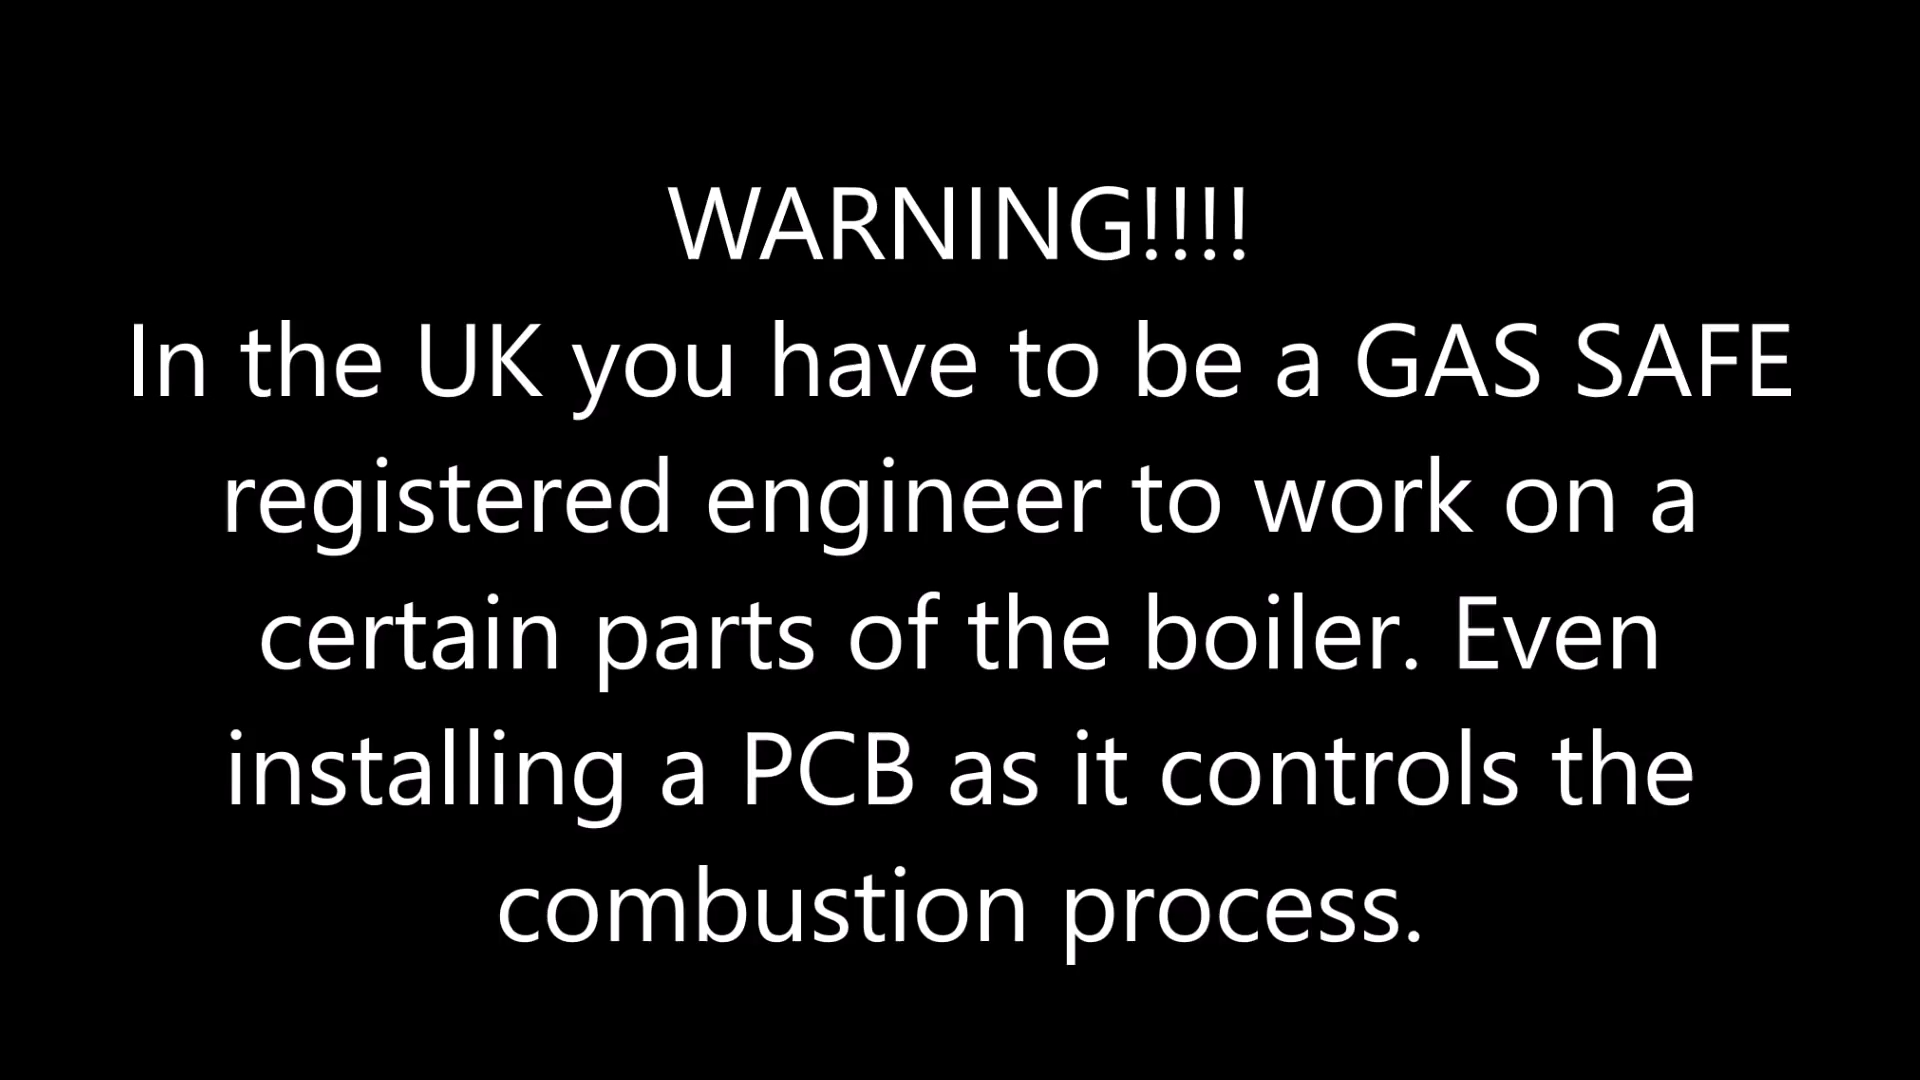 WARNING!!!!
In the UK you have to be a GAS SAFE
registered engineer to work on a
certain parts of the boiler. Even
installing a PCB as it controls the
combustion process.